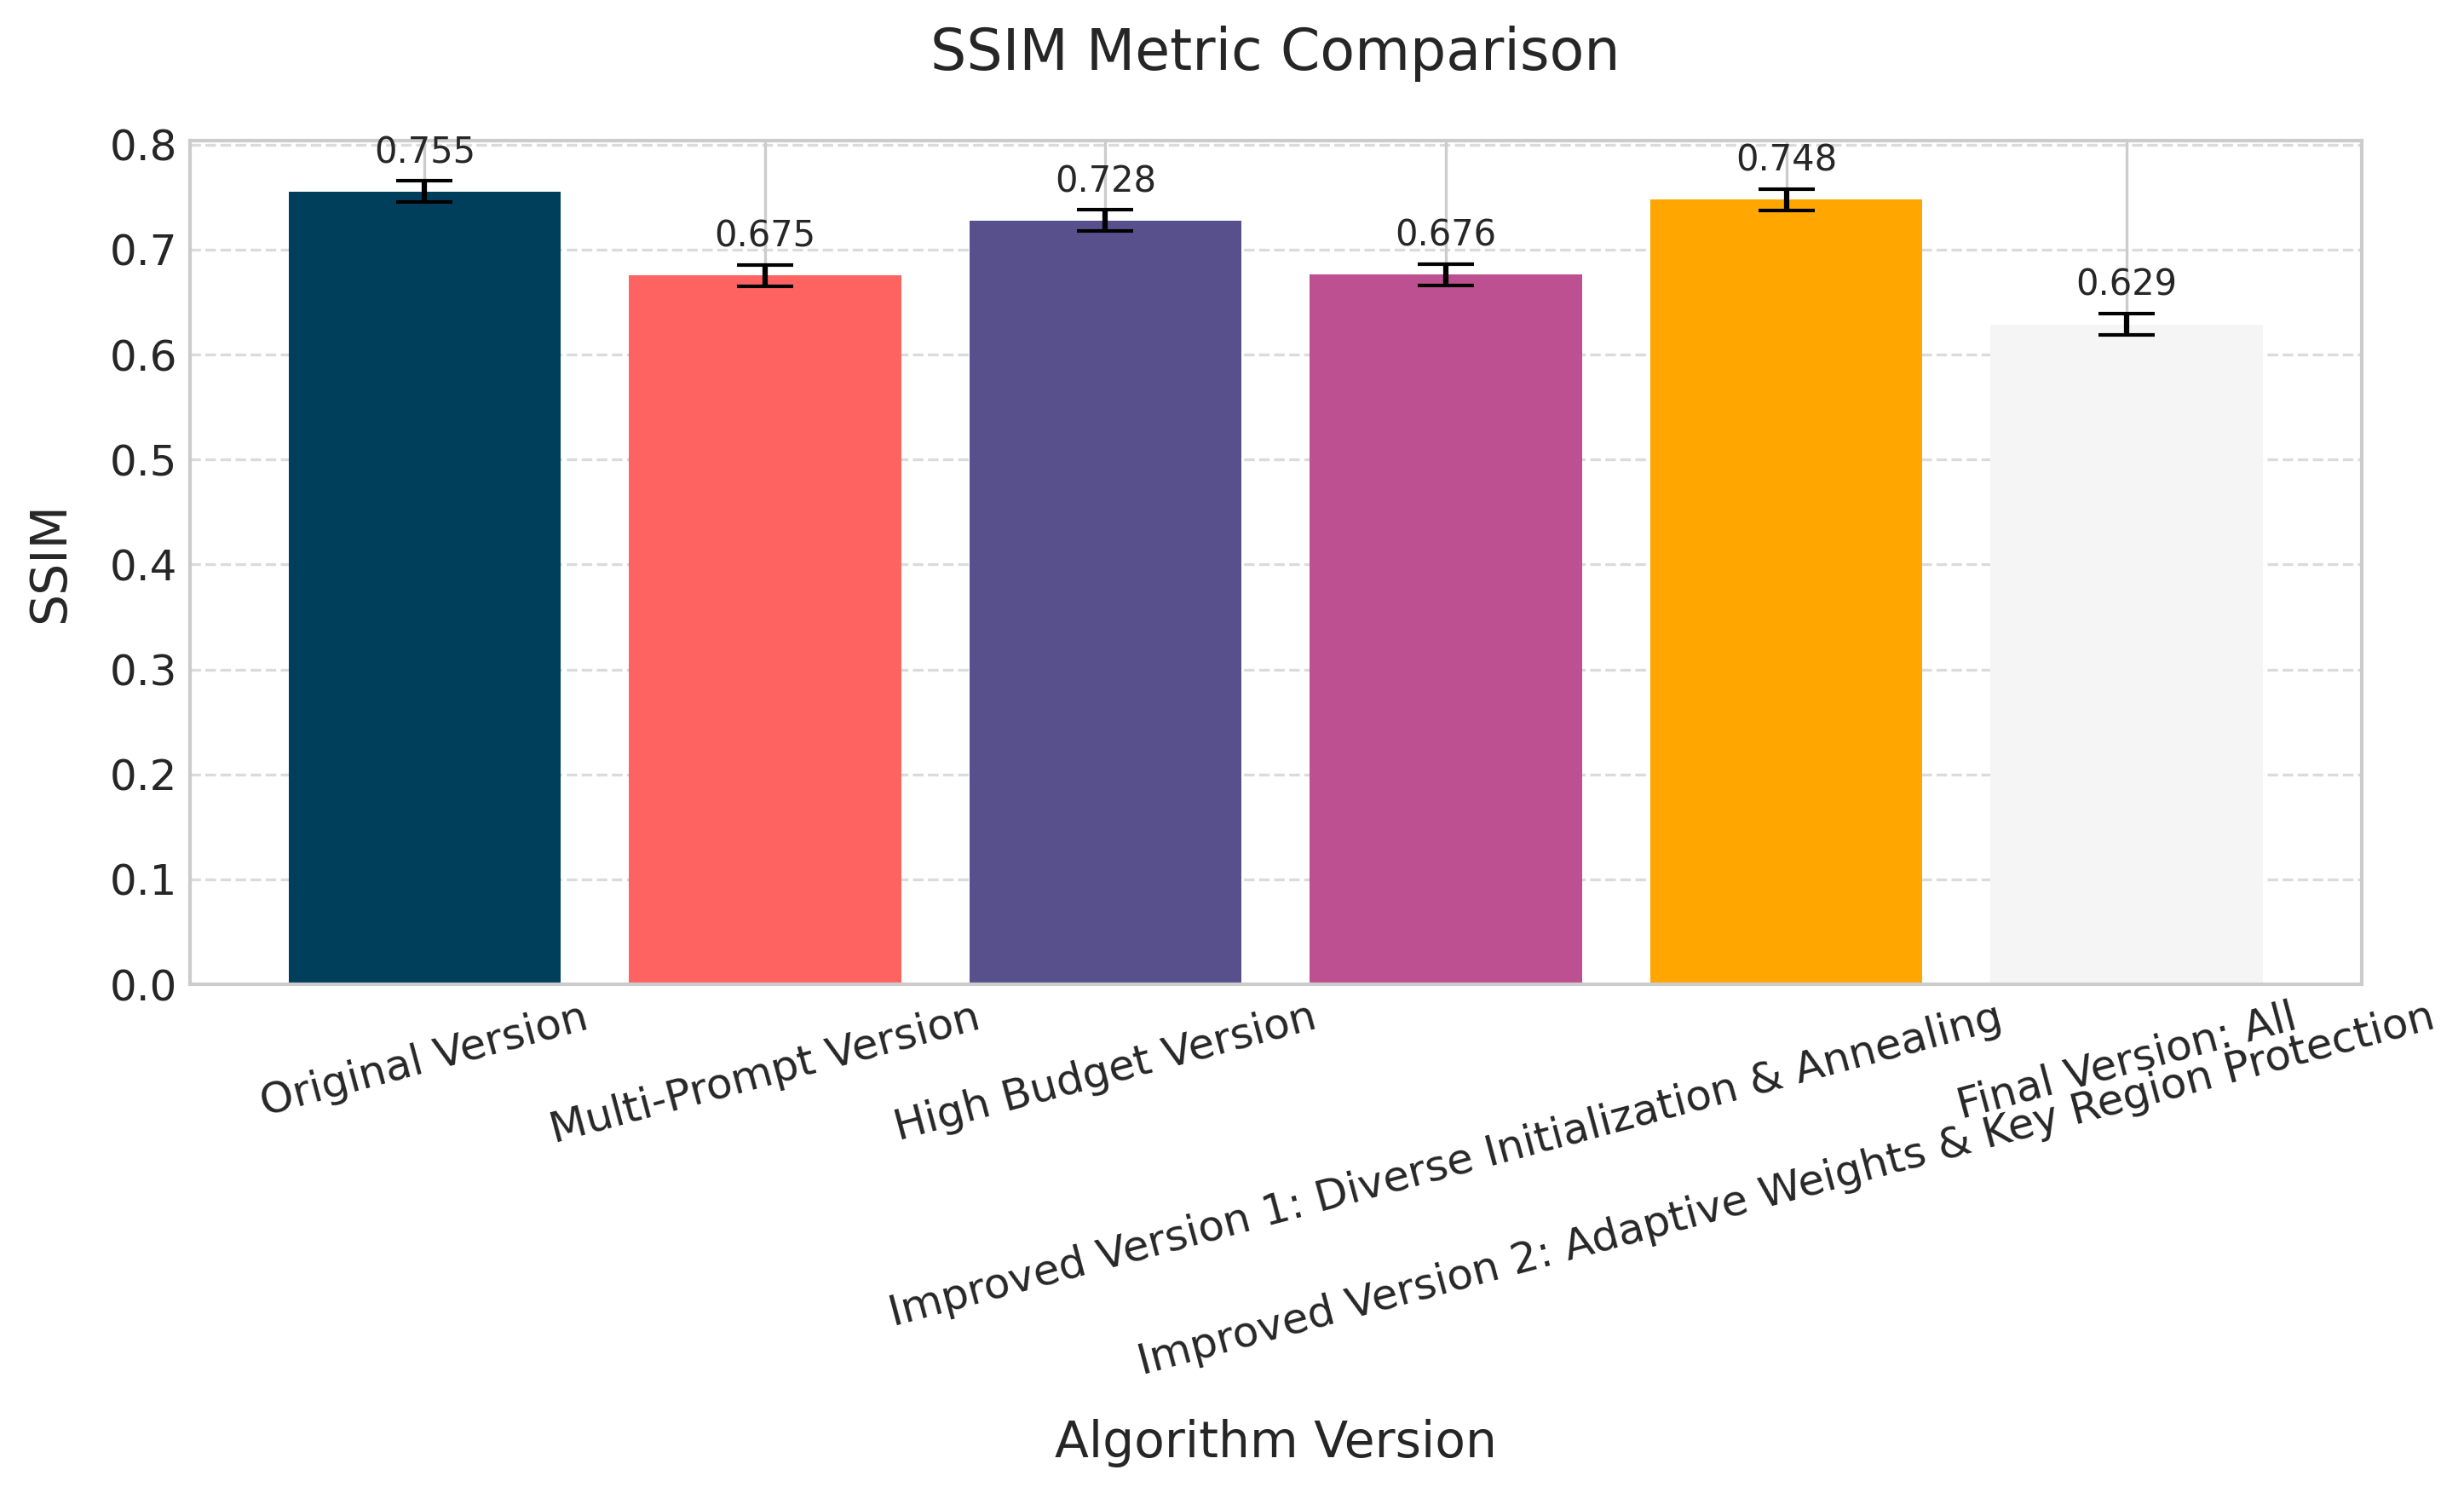 SSIM Metric Comparison
0.8
0.7
0.6
0.5
0.4
0.3
0.2
0.1
0.0
SSIM
0.755
0.675
0.728
0.676
0.748
0.629
Original Version
Multi-Prompt Version
High Budget Version
Improved Version 1: Diverse Initialization & Annealing
Improved Version 2: Adaptive Weights & Key Region Protection
Final Version: All
Algorithm Version